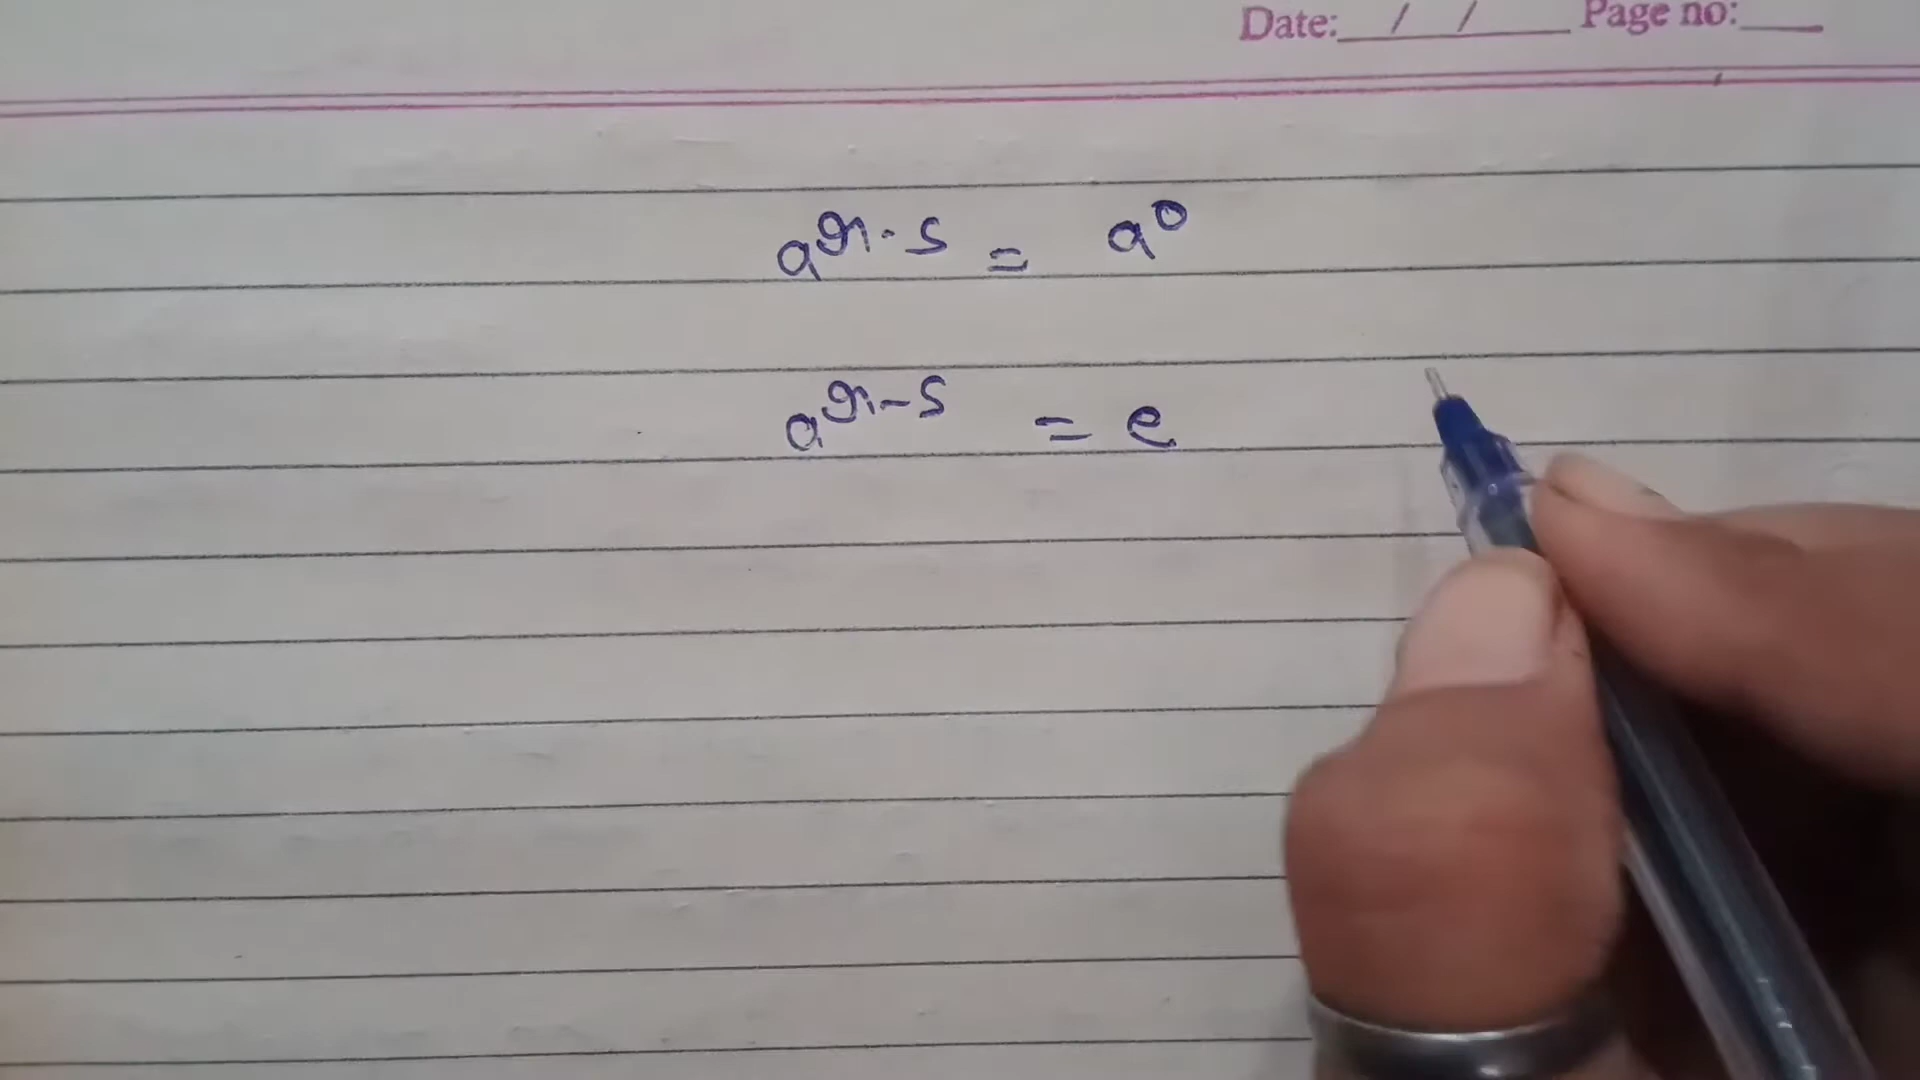 Date: / / Page no:
a^{r-s} = a^0
a^{r-s} = e